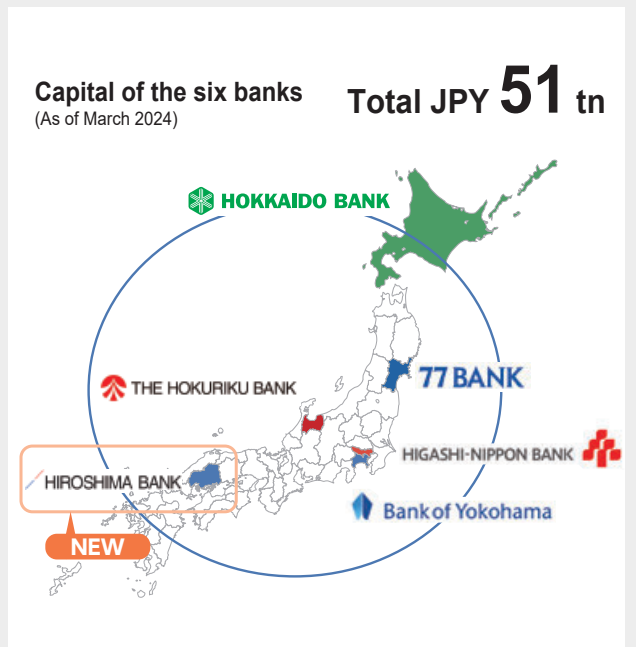 Capital of the six banks
(As of March 2024)
Total JPY 51 tn
HOKKAIDO BANK
THE HOKURIKU BANK
77 BANK
HIGASHI-NIPPON BANK
HIROSHIMA BANK
Bank of Yokohama
NEW